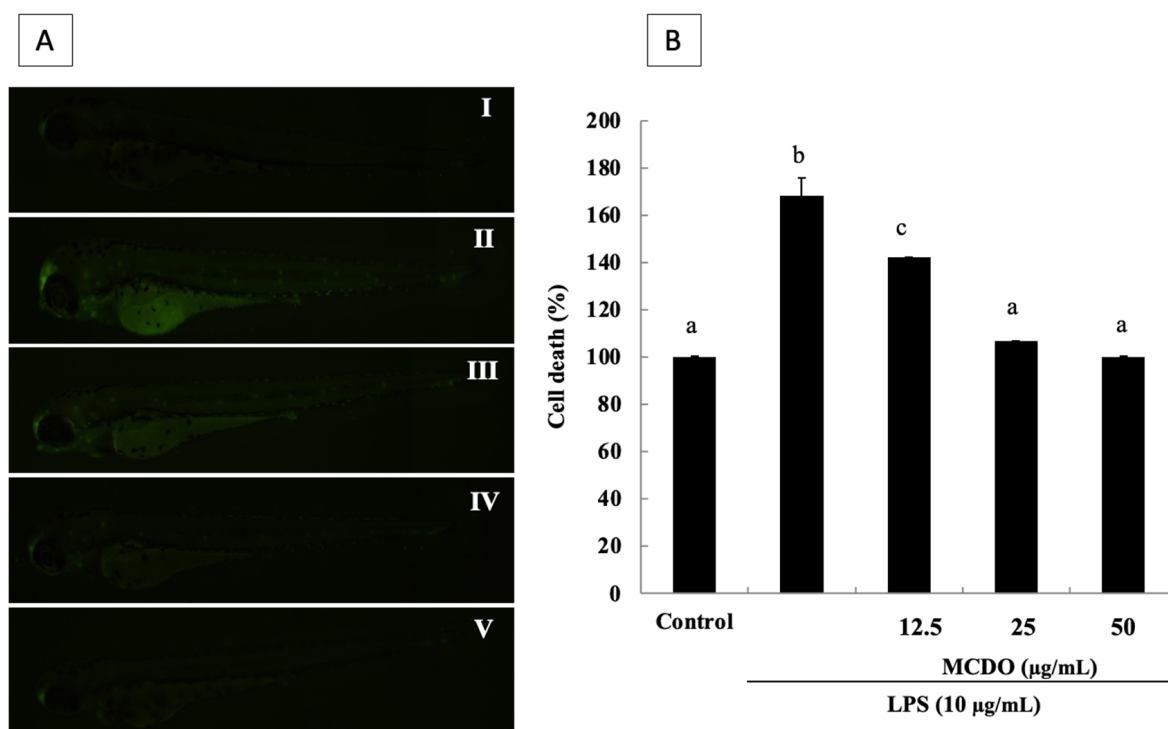 A
I
II
III
IV
V
B
200
180
160
140
120
100
80
60
40
20
0
Cell death (%)
a
b
c
a
a
Control
12.5
25
50
MCDO (µg/mL)
LPS (10 µg/mL)